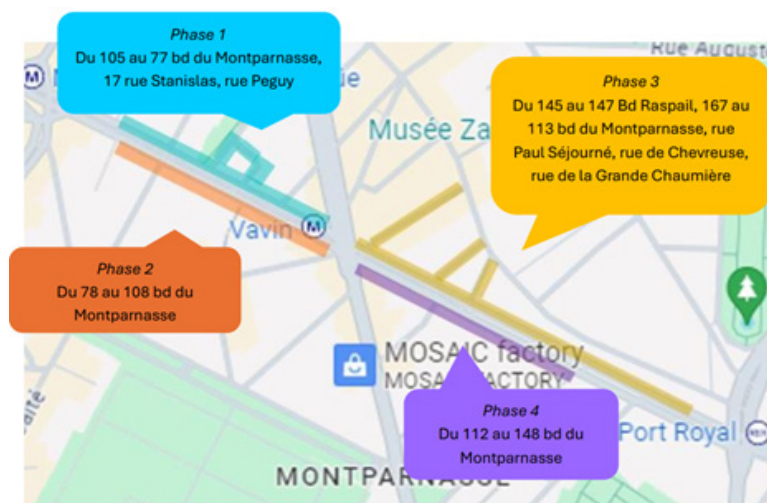 Phase 1
Du 105 au 77 bd du Montparnasse,
17 rue Stanislas, rue Peguy
Rue Auguste
Phase 3
Du 145 au 147 Bd Raspail, 167 au
113 bd du Montparnasse, rue
Paul Séjourné, rue de Chevreuse,
rue de la Grande Chaumière
Musée Za
Vavin
Phase 2
Du 78 au 108 bd du
Montparnasse
MOSAIC factory
MOSA FACTORY
Phase 4
Du 112 au 148 bd du
Montparnasse
Port Royal
MONTPARNASSE